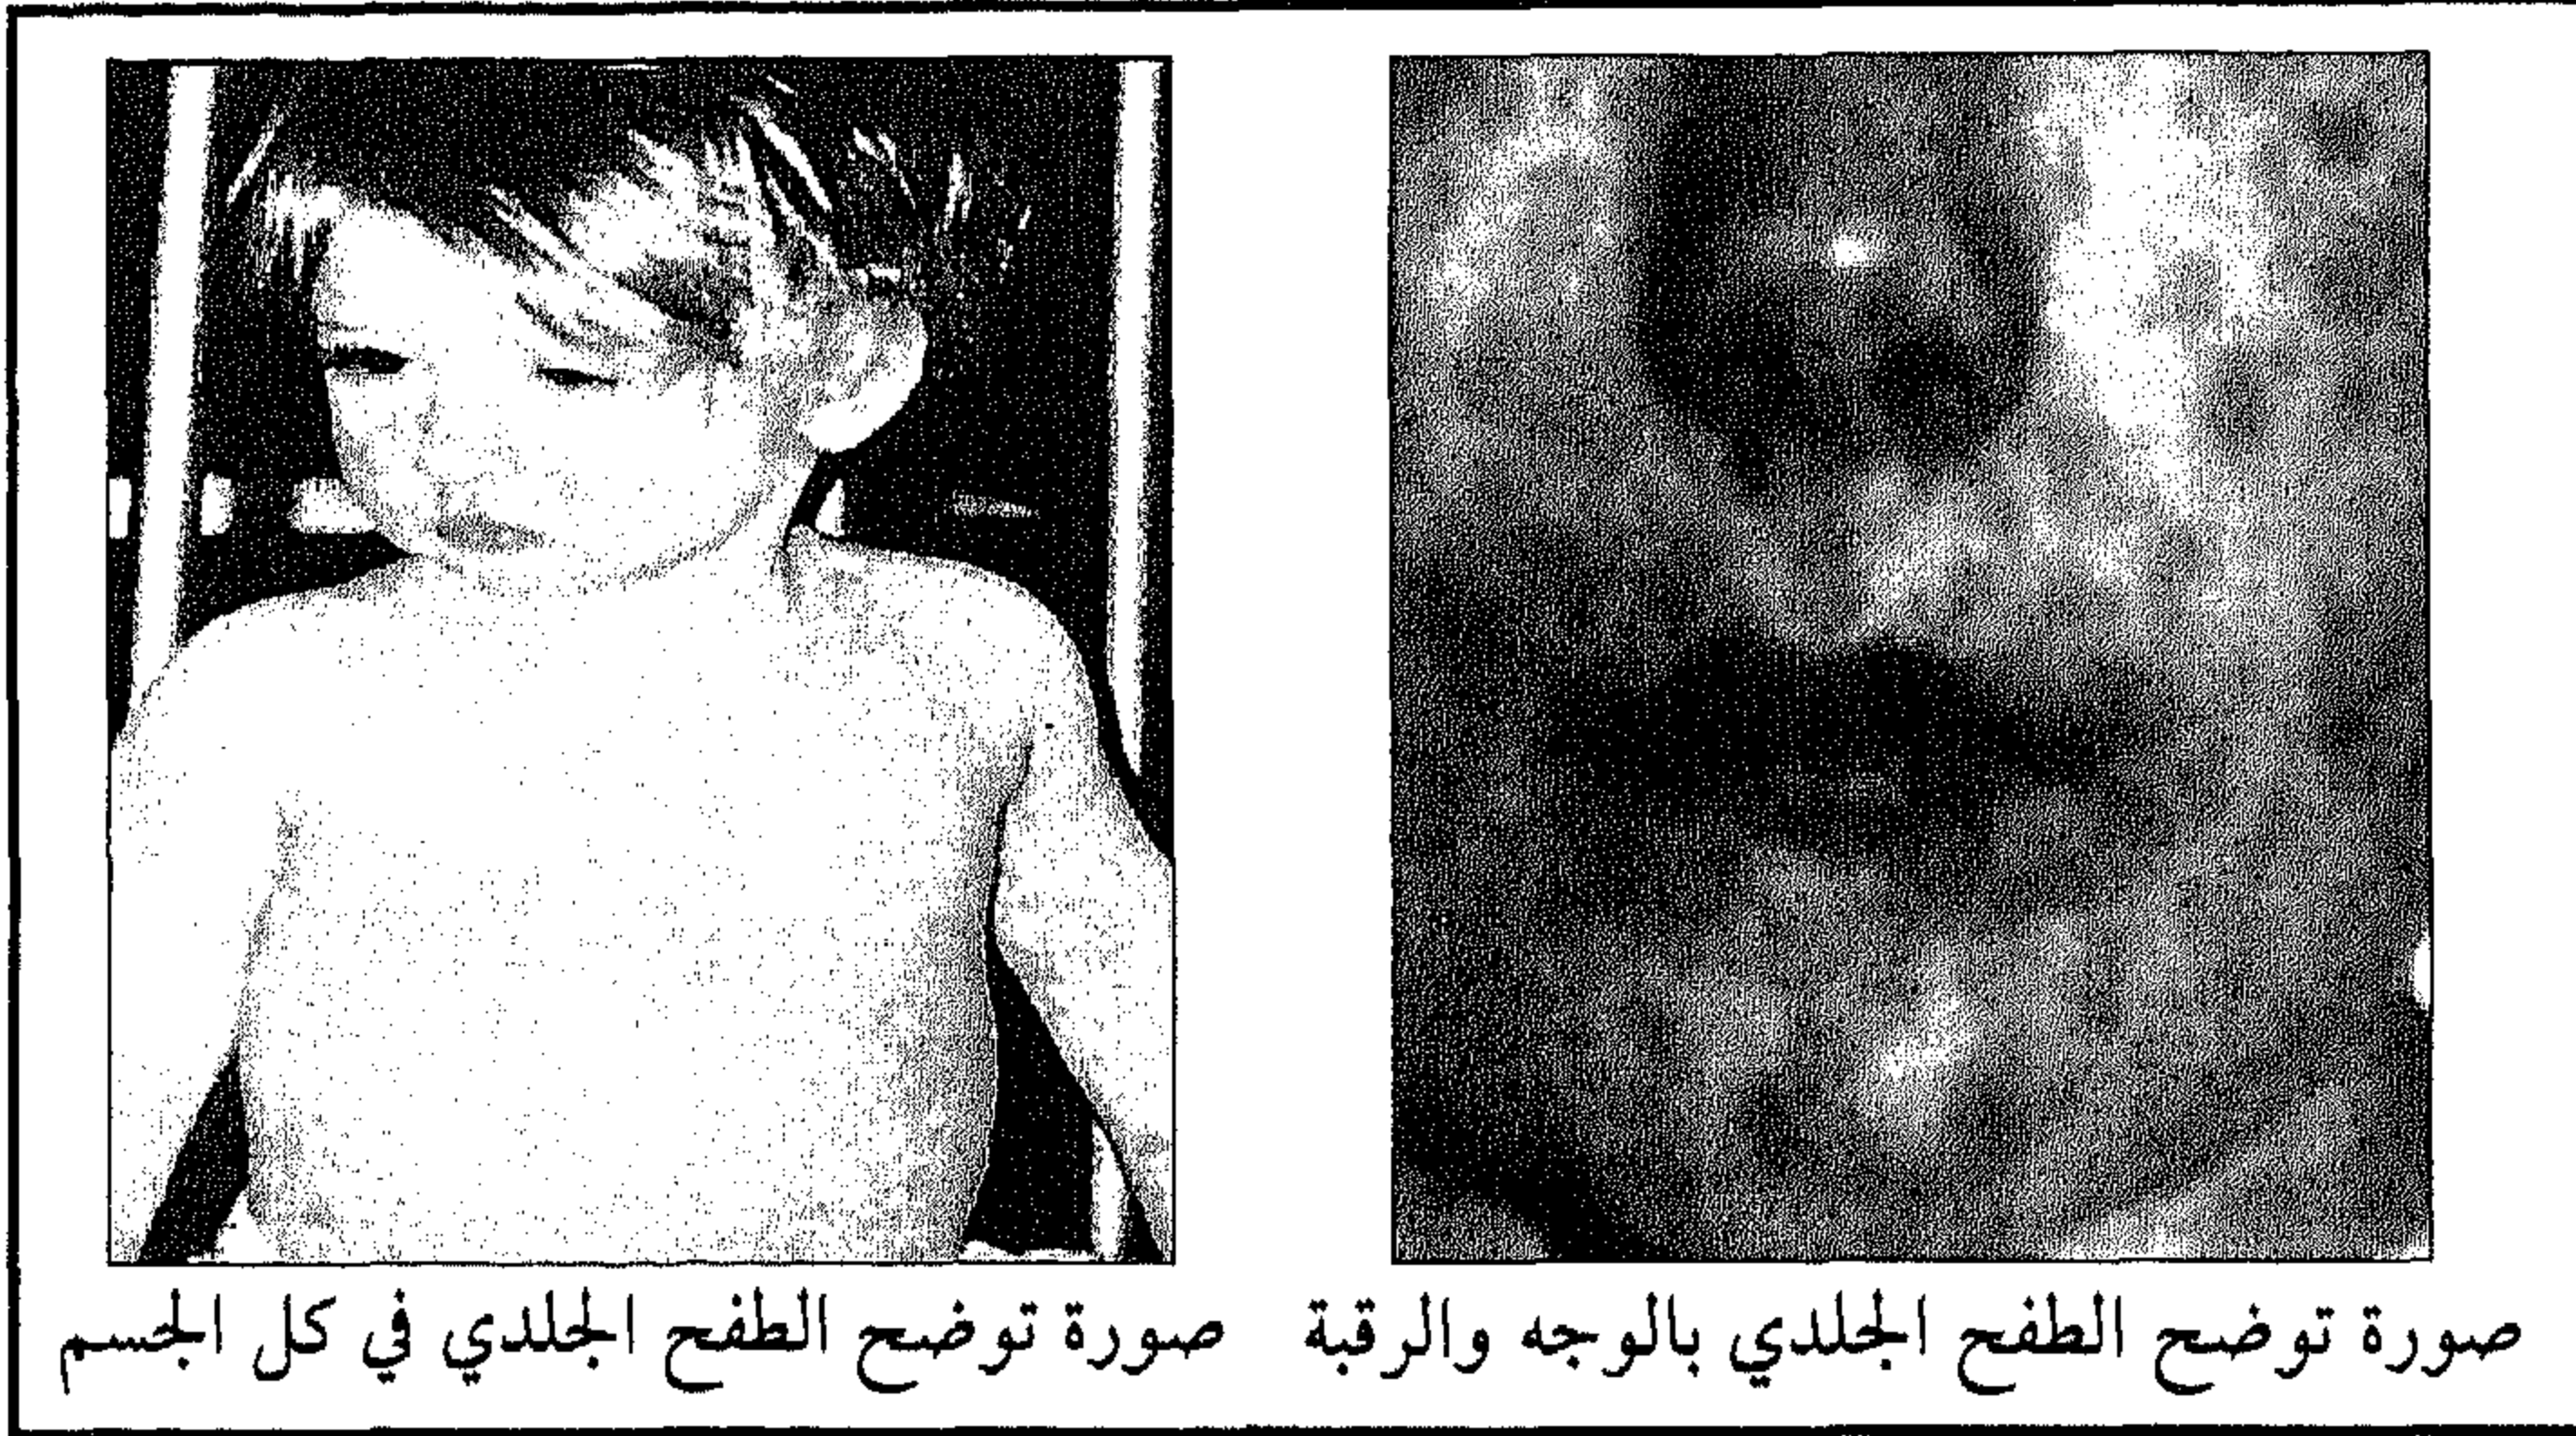 صورة توضح الطفح الجلدي بالوجه والرقبة
صورة توضح الطفح الجلدي في كل الجسم